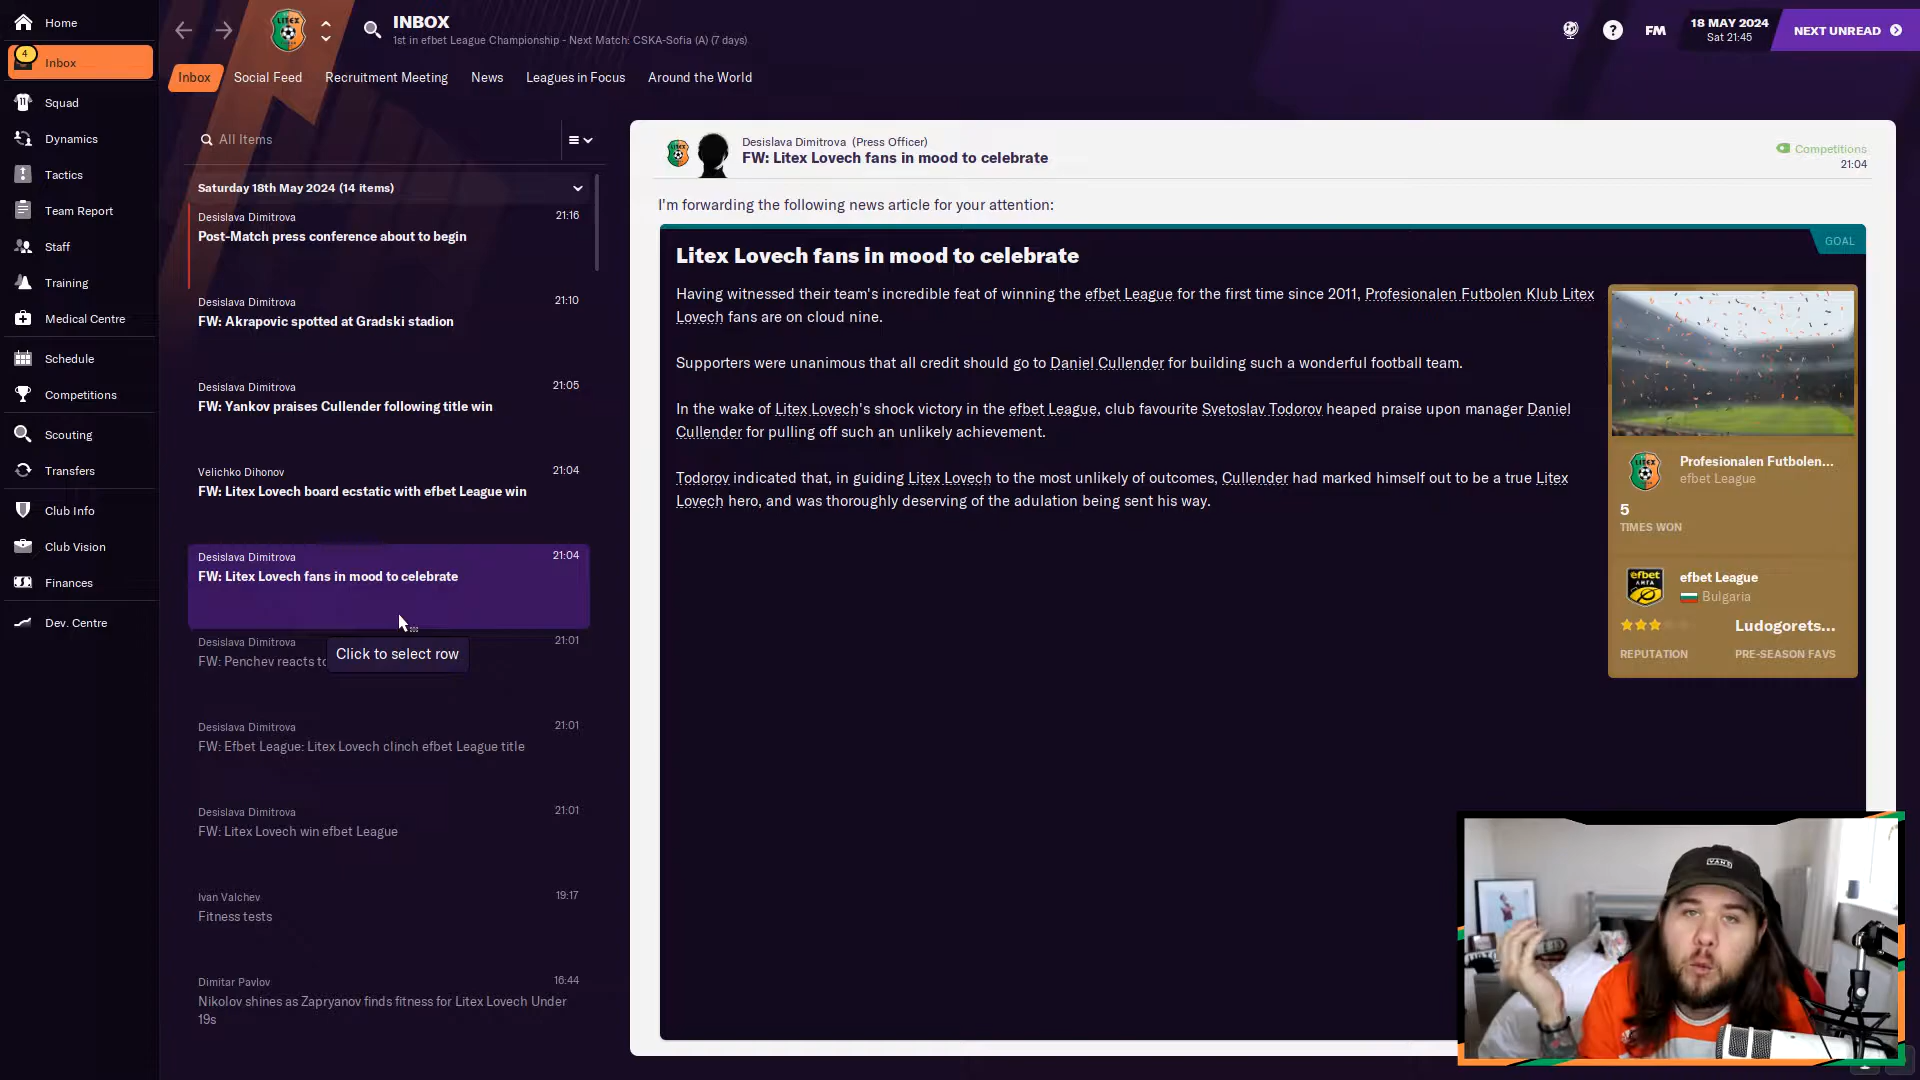 Home
4
Inbox
Squad
Dynamics
Tactics
Team Report
Staff
Training
Medical Centre
Schedule
Competitions
Scouting
Transfers
Club Info
Club Vision
Finances
Dev. Centre
LITEX
INBOX
1st in efbet League Championship - Next Match: CSKA-Sofia (A) (7 days)
FM
18 MAY 2024
Sat 21:45
NEXT UNREAD
Inbox
Social Feed
Recruitment Meeting
News
Leagues in Focus
Around the World
All Items
Saturday 18th May 2024 (14 items)
Desislava Dimitrova 21:16
Post-Match press conference about to begin
Desislava Dimitrova 21:10
FW: Akrapovic spotted at Gradski stadion
Desislava Dimitrova 21:05
FW: Yankov praises Cullender following title win
Velichko Dihonov 21:04
FW: Litex Lovech board ecstatic with efbet League win
Desislava Dimitrova 21:04
FW: Litex Lovech fans in mood to celebrate
Desislava Dimitrova 21:01
FW: Penchev reacts to
Click to select row
Desislava Dimitrova 21:01
FW: Efbet League: Litex Lovech clinch efbet League title
Desislava Dimitrova 21:01
FW: Litex Lovech win efbet League
Ivan Valchev 19:17
Fitness tests
Dimitar Pavlov 16:44
Nikolov shines as Zapryanov finds fitness for Litex Lovech Under
19s
Desislava Dimitrova (Press Officer)
FW: Litex Lovech fans in mood to celebrate
Competitions
21:04
I'm forwarding the following news article for your attention:
GOAL
Litex Lovech fans in mood to celebrate
Having witnessed their team's incredible feat of winning the efbet League for the first time since 2011, Profesionalen Futbolen Klub Litex
Lovech fans are on cloud nine.
Supporters were unanimous that all credit should go to Daniel Cullender for building such a wonderful football team.
In the wake of Litex Lovech's shock victory in the efbet League, club favourite Svetoslav Todorov heaped praise upon manager Daniel
Cullender for pulling off such an unlikely achievement.
Todorov indicated that, in guiding Litex Lovech to the most unlikely of outcomes, Cullender had marked himself out to be a true Litex
Lovech hero, and was thoroughly deserving of the adulation being sent his way.
Profesionalen Futbolen...
efbet League
5
TIMES WON
efbet
ЛИГА
efbet League
Bulgaria
Ludogorets...
REPUTATION
PRE-SEASON FAVS
VANS